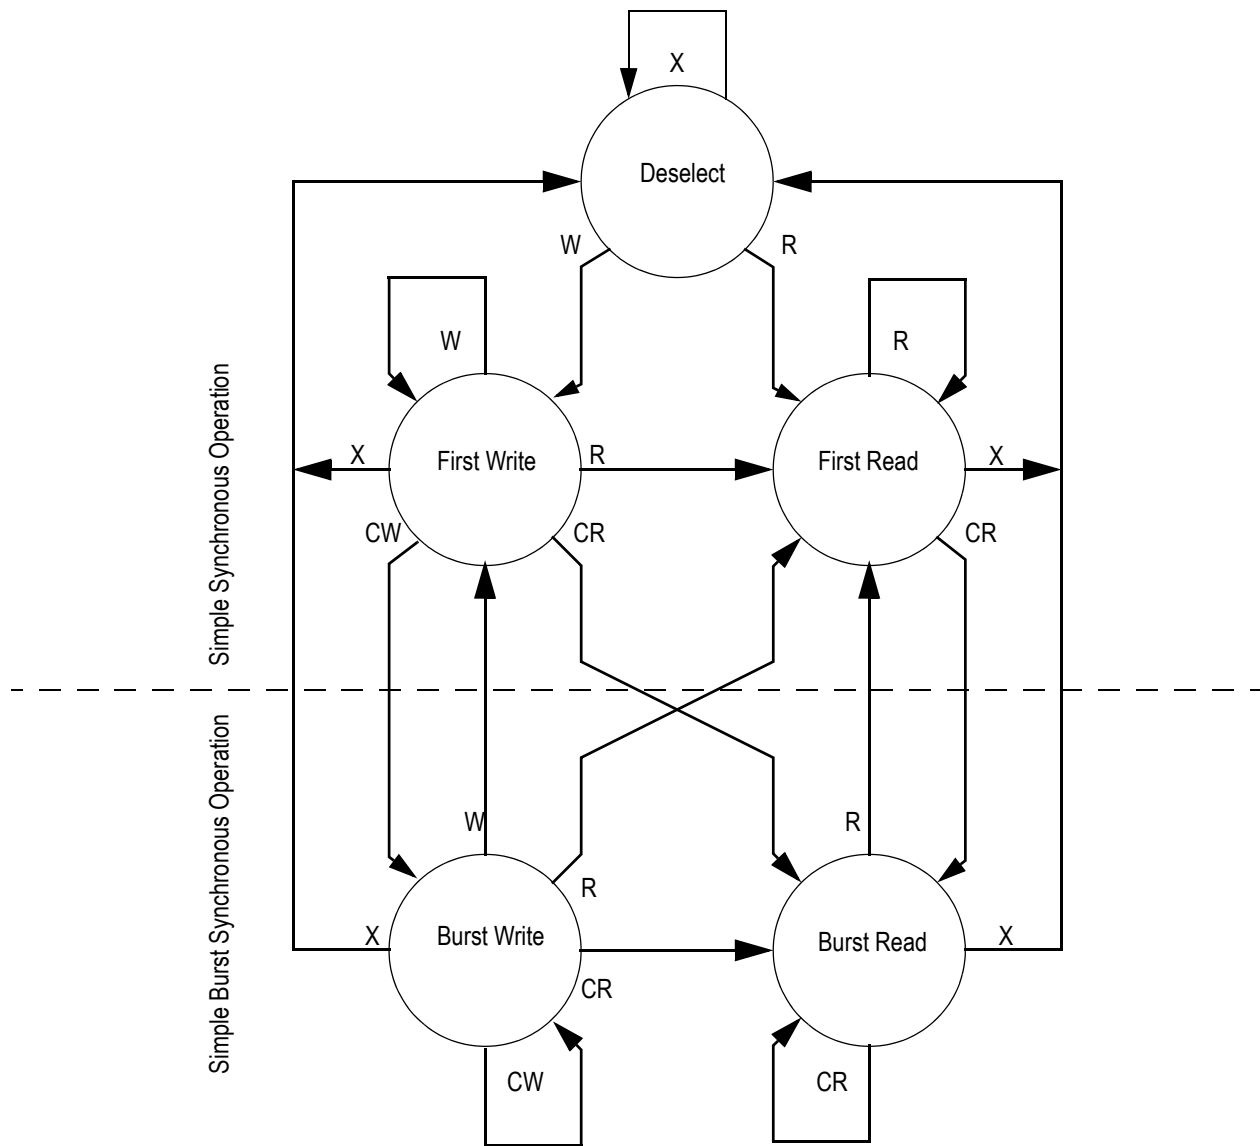 X
Deselect
W
R
W
R
Simple Synchronous Operation
X
First Write
R
First Read
X
CW
CR
CR
Simple Burst Synchronous Operation
W
R
R
X
Burst Write
Burst Read
X
CR
CW
CR